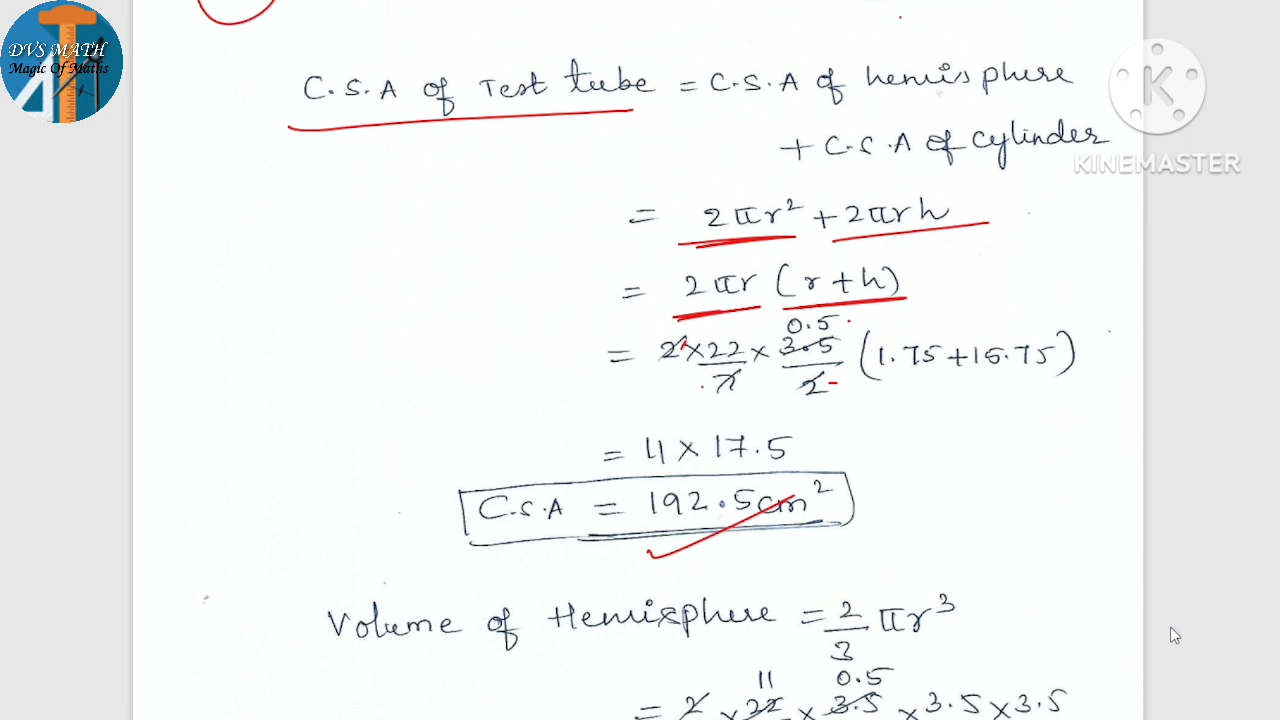 DVS MATH
Magic Of Maths
C.S.A of Test tube = C.S.A of hemisphere
+ C.S.A of cylinder
KINEMASTER
= 2πr² + 2πrh
= 2πr (r+h)
0.5
= 2 × 22/7 × 3.5/2 (1.75+15.75)
= 11 × 17.5
C.S.A = 192.5cm²
Volume of Hemisphere = 2/3 πr³
11 0.5
= 2 × 22 × 3.5 × 3.5 × 3.5